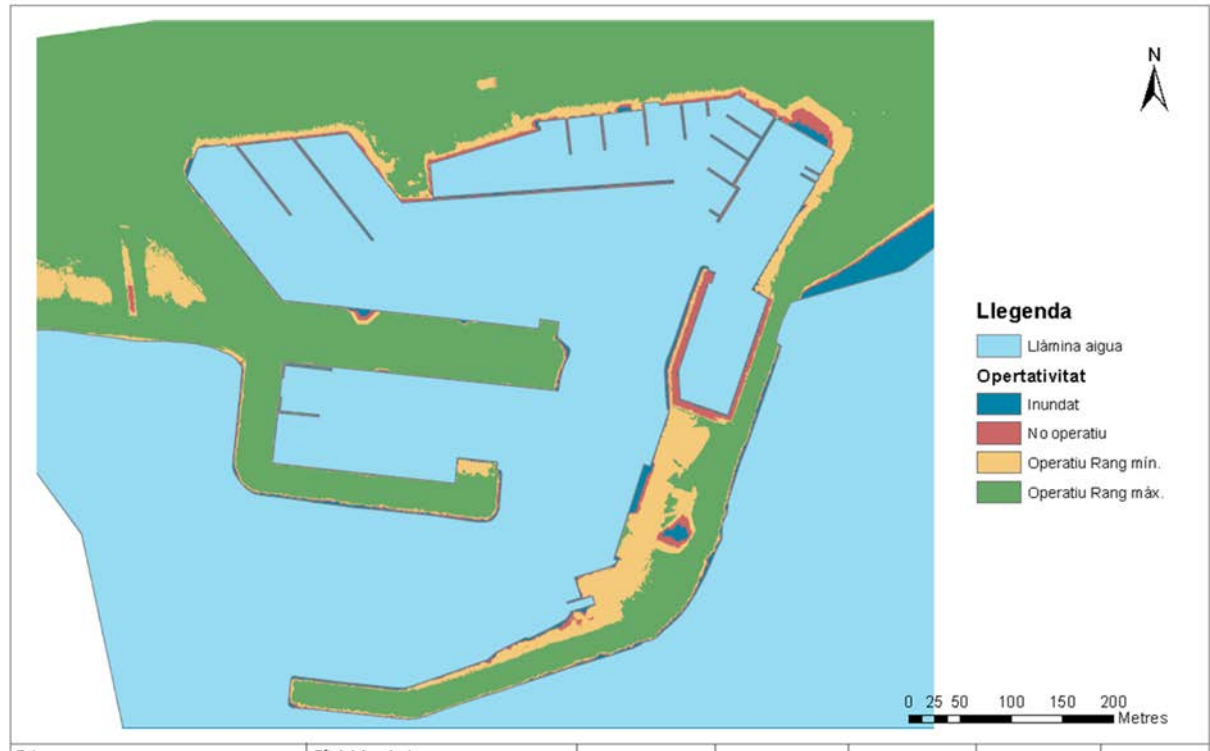 N
Llegenda
Llàmina aigua
Opertativitat
Inundat
No operatiu
Operatiu Rang mín.
Operatiu Rang màx.
0 25 50 100 150 200
Metres